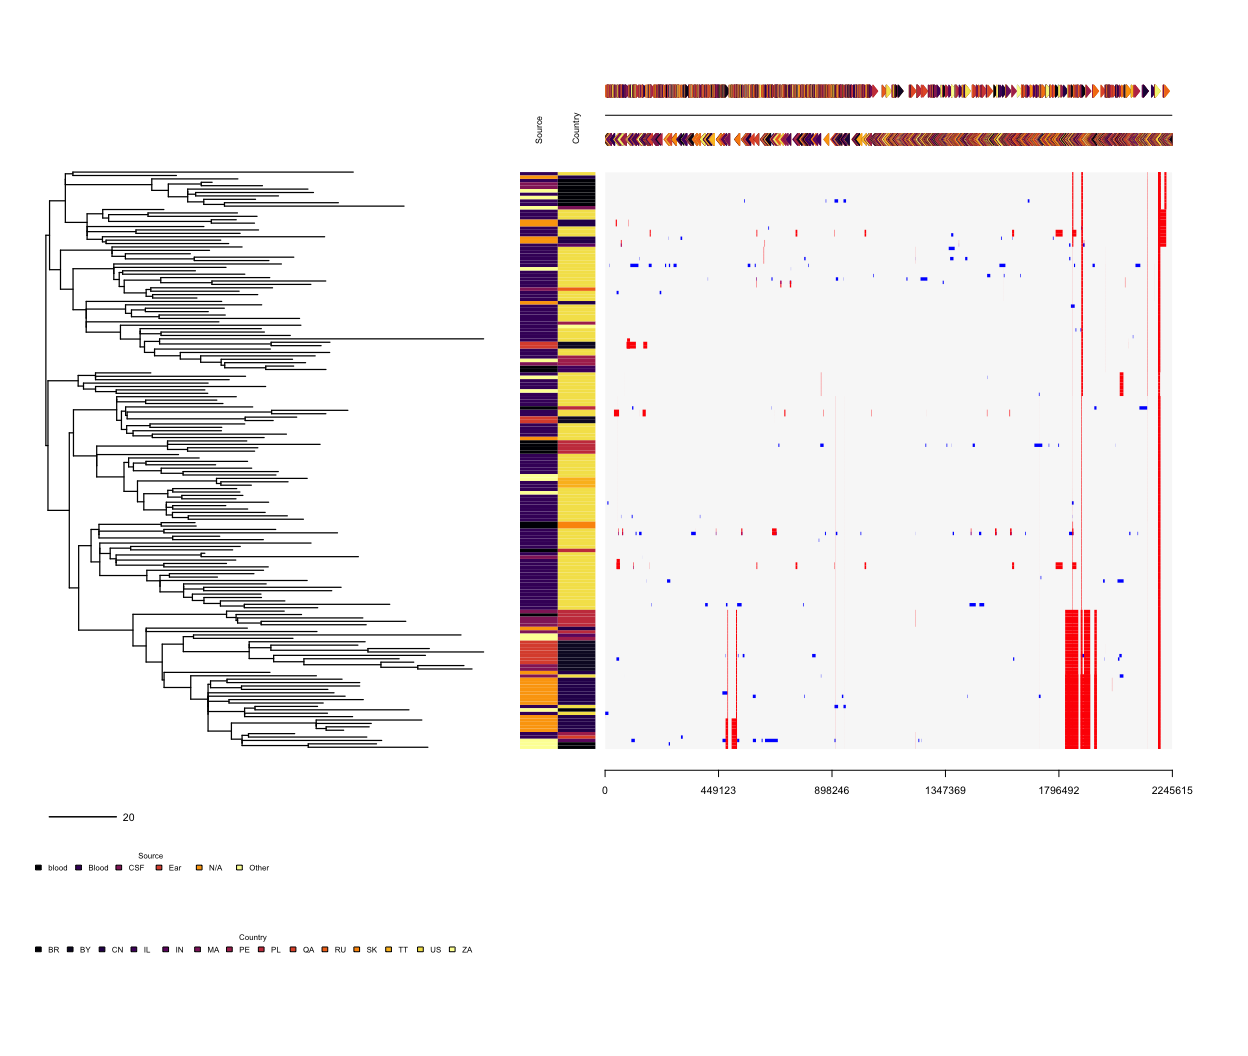 Source
Country
0
449123
898246
1347369
1796492
2245615
20
Source
blood Blood CSF Ear N/A Other
Country
BR BY CN IL IN MA PE PL QA RU SK TT US ZA